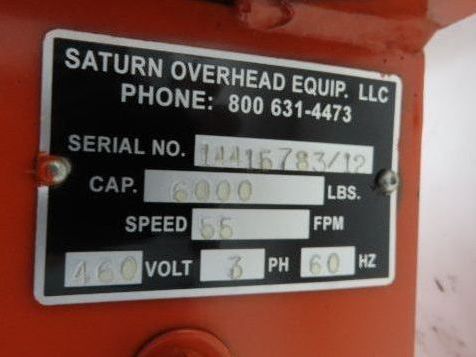 SATURN OVERHEAD EQUIP. LLC
PHONE: 800 631-4473
SERIAL NO. 14415783/12
CAP. 6000 LBS.
SPEED 55 FPM
460 VOLT 3 PH 60 HZ